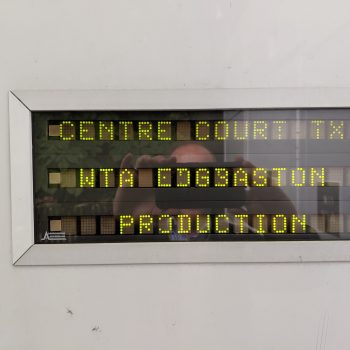 CENTRE COURT TX
WTA EDGBASTON
PRODUCTION